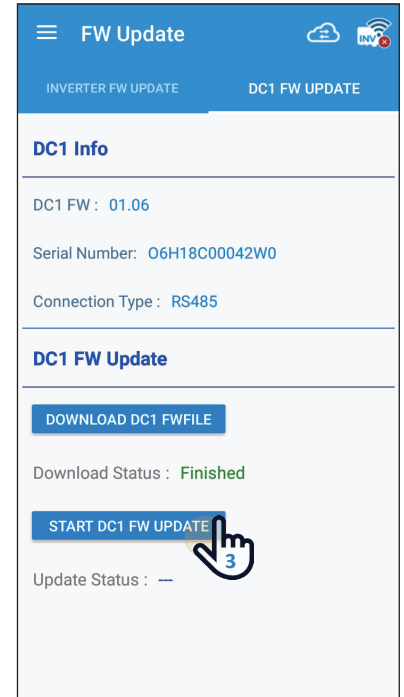 FW Update
INV
INVERTER FW UPDATE DC1 FW UPDATE
DC1 Info
DC1 FW : 01.06
Serial Number: O6H18C00042W0
Connection Type : RS485
DC1 FW Update
DOWNLOAD DC1 FWFILE
Download Status : Finished
START DC1 FW UPDATE
3
Update Status : ---